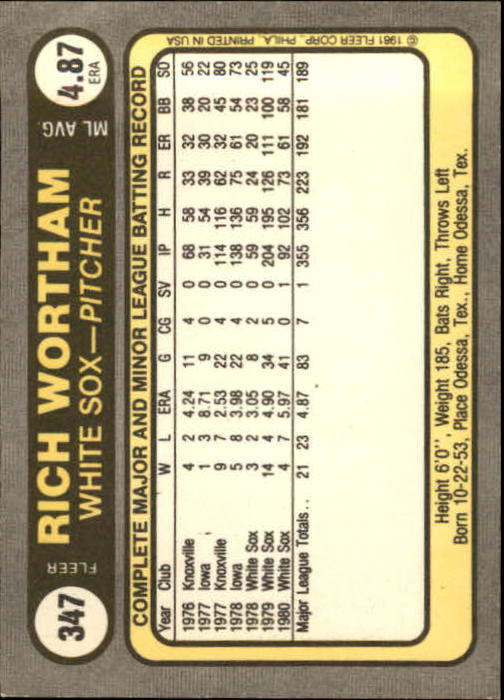 347
FLEER
RICH WORTHAM
WHITE SOX—PITCHER
ML AVG.
4.87
ERA
COMPLETE MAJOR AND MINOR LEAGUE BATTING RECORD
Year Club W L ERA G CG SV IP H R ER BB SO
1976 Knoxville 4 2 4.24 11 4 0 68 58 33 32 38 56
1977 Iowa 1 3 8.71 9 0 0 31 54 39 30 20 22
1977 Knoxville 9 7 2.53 22 4 0 114 116 62 32 45 80
1978 Iowa 5 8 3.98 22 4 0 138 136 75 61 54 73
1978 White Sox 3 2 3.05 8 2 0 59 59 24 20 23 25
1979 White Sox 14 4 4.90 34 5 0 204 195 126 111 100 119
1980 White Sox 4 7 5.97 41 0 1 92 102 73 61 58 45
Major League Totals.. 21 23 4.87 83 7 1 355 356 223 192 181 189
Height 6'0'', Weight 185, Bats Right, Throws Left
Born 10-22-53, Place Odessa, Tex., Home Odessa, Tex.
© 1981 FLEER CORP., PHILA., PRINTED IN USA